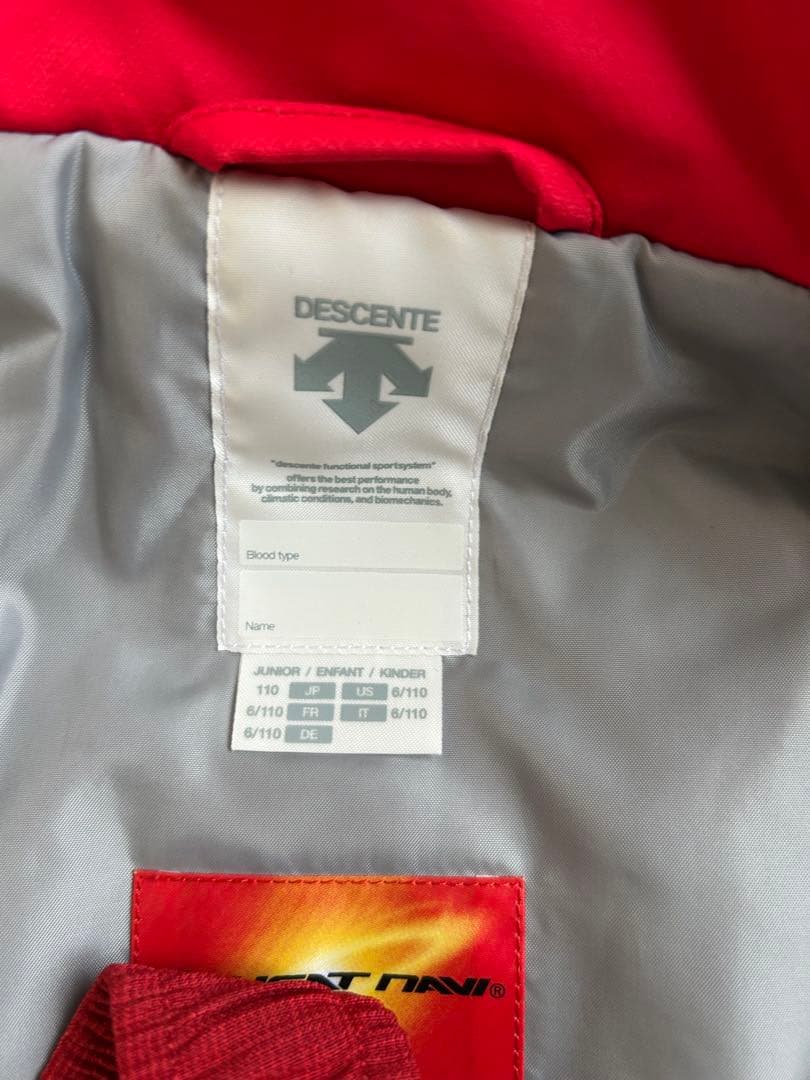 DESCENTE
"descente functional sportsystem"
offers the best performance
by combining research on the human body,
climatic conditions, and biomechanics.
Blood type
Name
JUNIOR / ENFANT / KINDER
110 JP US 6/110
6/110 FR IT 6/110
6/110 DE
NAVI®